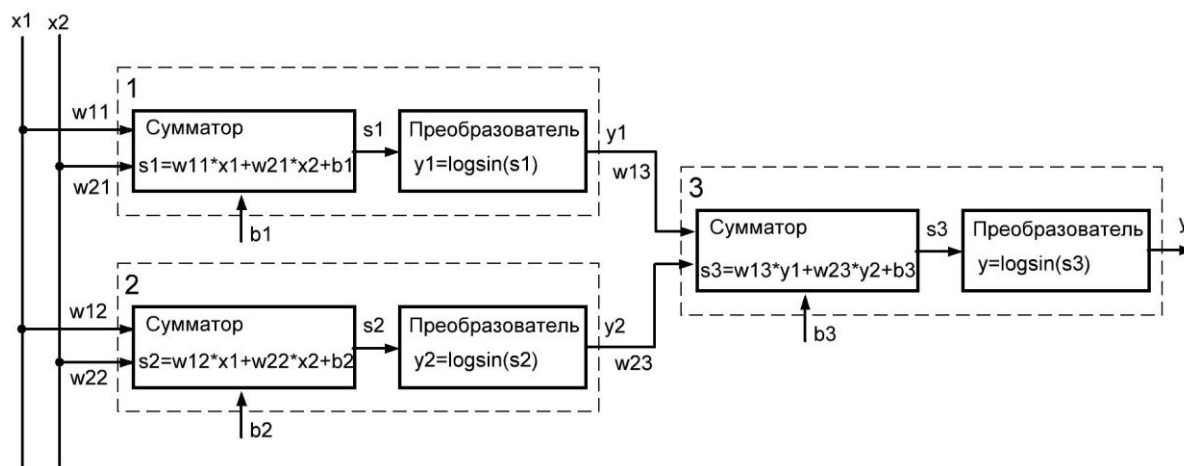 x1
x2
1
w11
w21
Сумматор
s1=w11*x1+w21*x2+b1
b1
s1
Преобразователь
y1=logsin(s1)
y1
w13
2
w12
w22
Сумматор
s2=w12*x1+w22*x2+b2
b2
s2
Преобразователь
y2=logsin(s2)
y2
w23
3
Сумматор
s3=w13*y1+w23*y2+b3
b3
s3
Преобразователь
y=logsin(s3)
y